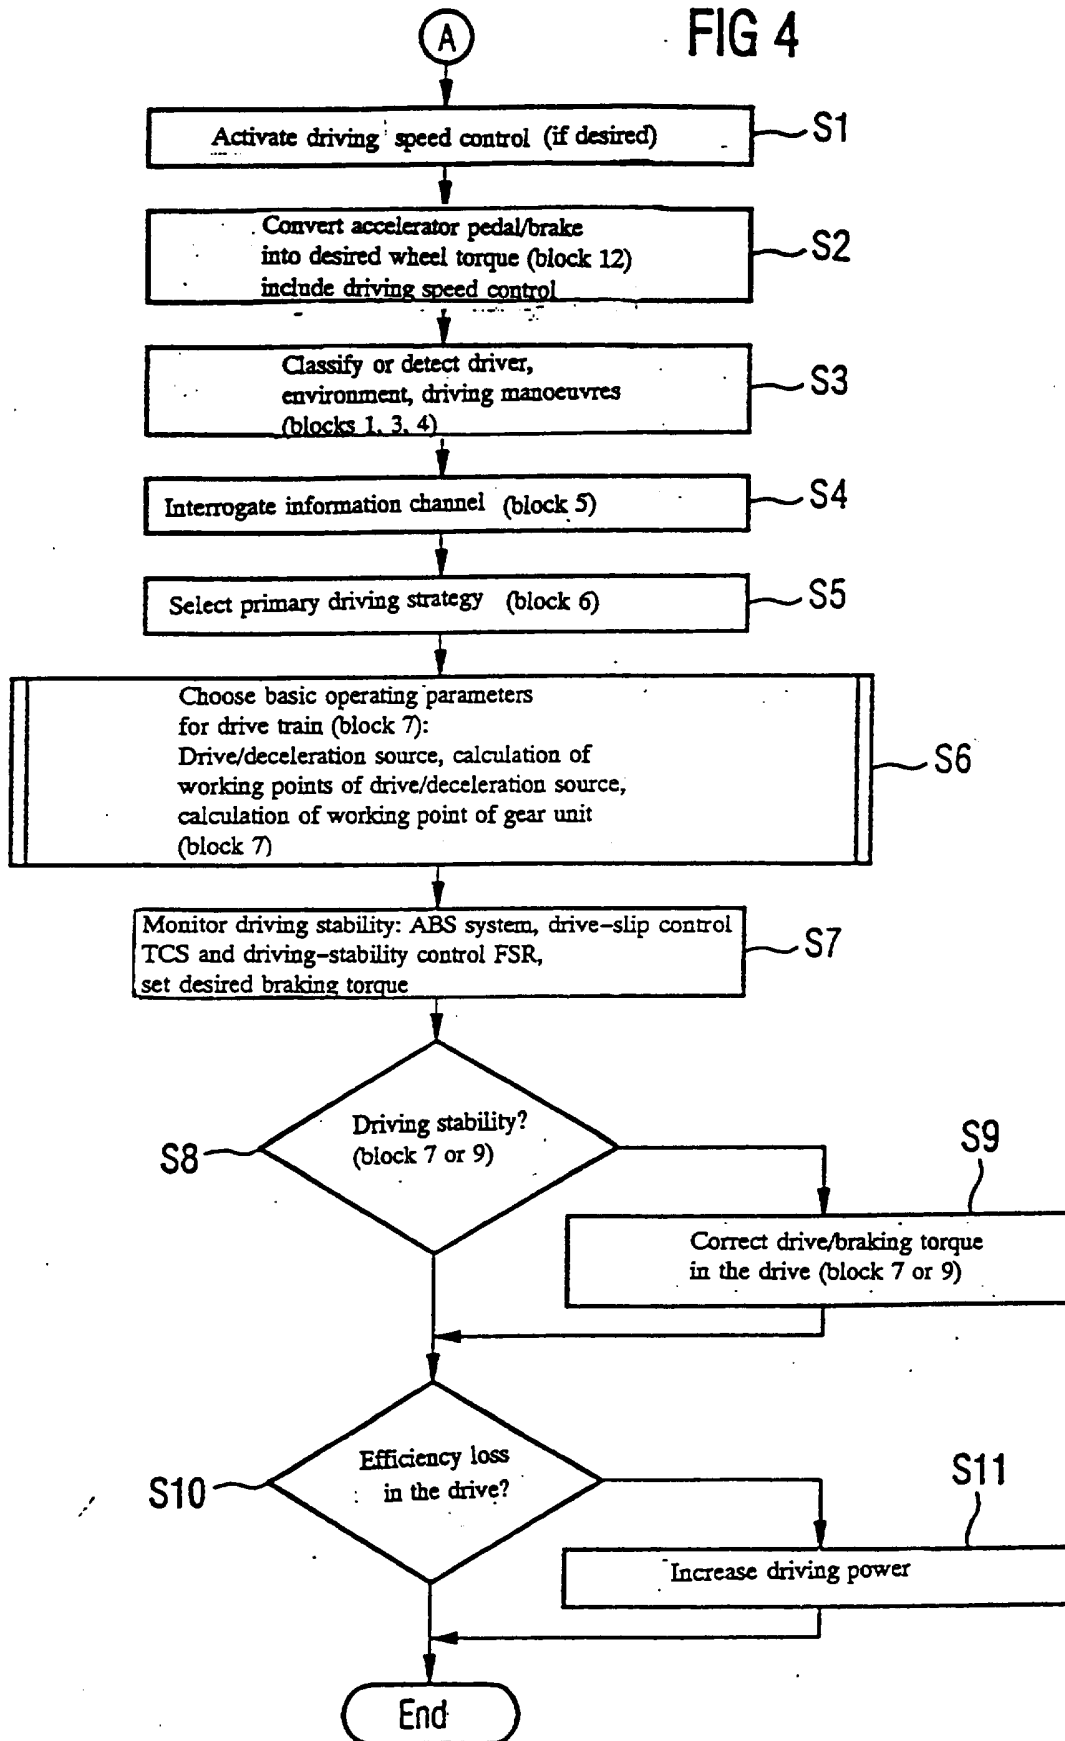 FIG 4
A
Activate driving speed control (if desired)
S1
Convert accelerator pedal/brake
into desired wheel torque (block 12)
include driving speed control
S2
Classify or detect driver,
environment, driving manoeuvres
(blocks 1, 3, 4)
S3
Interrogate information channel (block 5)
S4
Select primary driving strategy (block 6)
S5
Choose basic operating parameters
for drive train (block 7):
Drive/deceleration source, calculation of
working points of drive/deceleration source,
calculation of working point of gear unit
(block 7)
S6
Monitor driving stability: ABS system, drive-slip control
TCS and driving-stability control FSR,
set desired braking torque
S7
Driving stability?
(block 7 or 9)
S8
S9
Correct drive/braking torque
in the drive (block 7 or 9)
Efficiency loss
in the drive?
S10
S11
Increase driving power
End